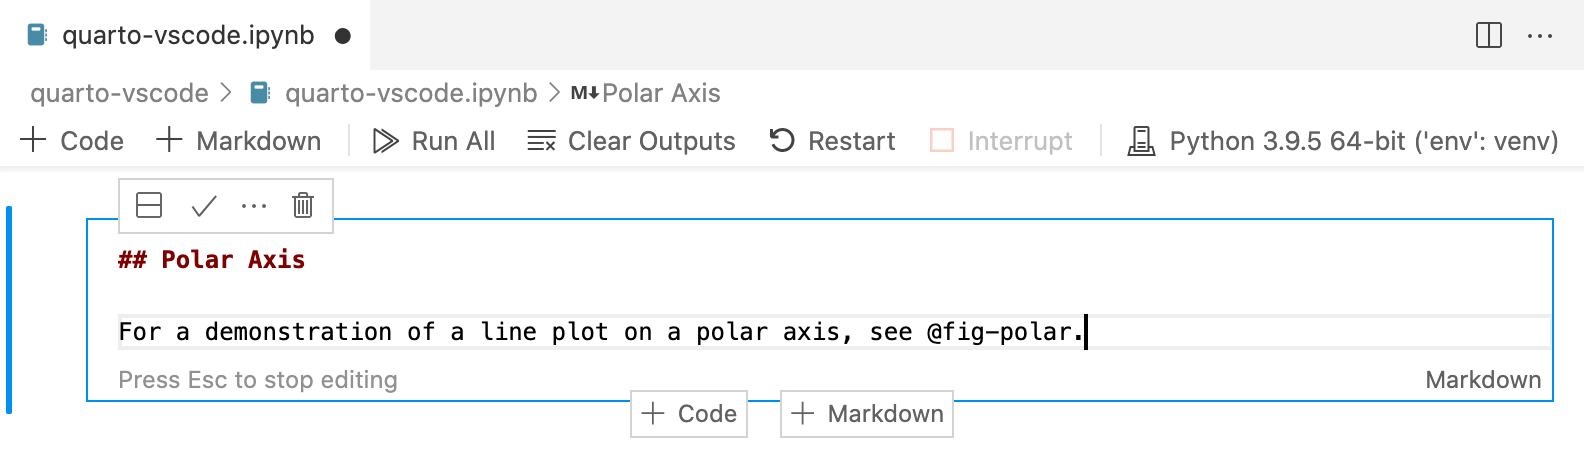 quarto-vscode.ipynb
quarto-vscode > quarto-vscode.ipynb > M↓ Polar Axis
+ Code + Markdown Run All Clear Outputs Restart Interrupt Python 3.9.5 64-bit ('env': venv)
## Polar Axis
For a demonstration of a line plot on a polar axis, see @fig-polar.
Press Esc to stop editing Markdown
+ Code + Markdown